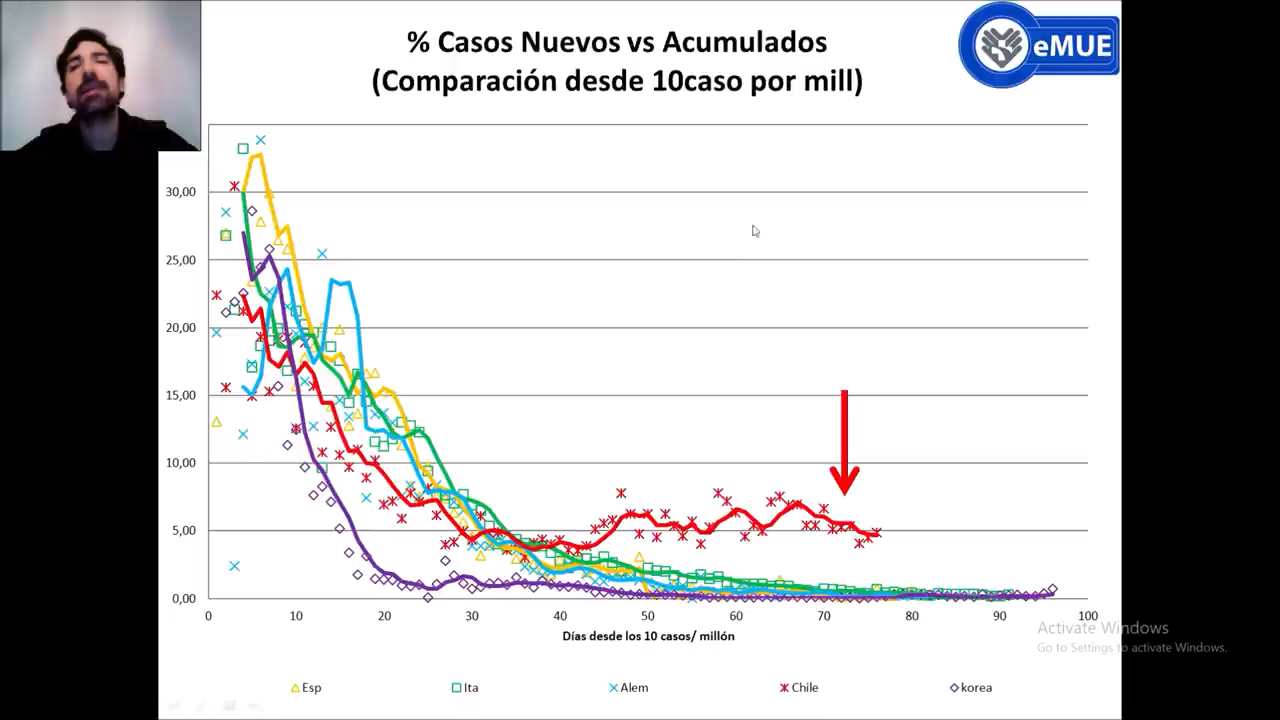 % Casos Nuevos vs Acumulados
(Comparación desde 10caso por mill)
eMUE
30,00
25,00
20,00
15,00
10,00
5,00
0,00
0 10 20 30 40 50 60 70 80 90 100
Días desde los 10 casos/ millón
Activate Windows
Go to Settings to activate Windows.
Esp Ita Alem Chile korea